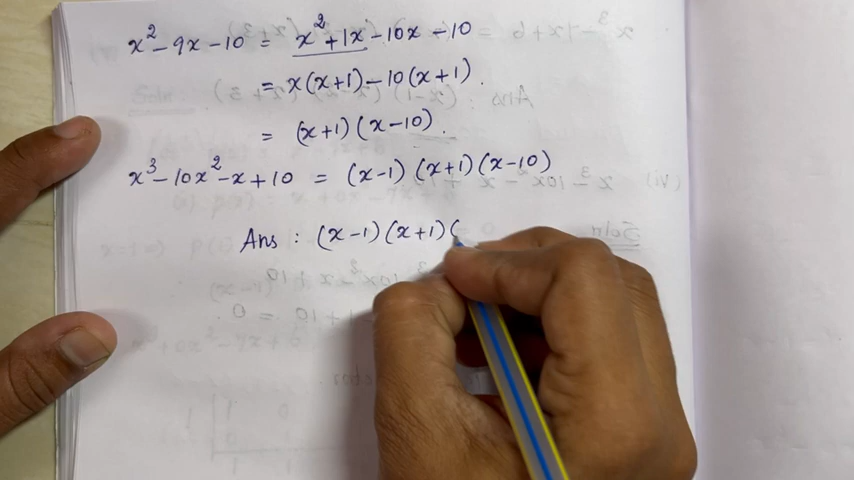 x² - 9x - 10 = x² + 1x - 10x - 10
= x(x+1) - 10(x+1).
= (x+1)(x-10).
x³ - 10x² - x + 10 = (x-1)(x+1)(x-10)
Ans : (x-1)(x+1)(